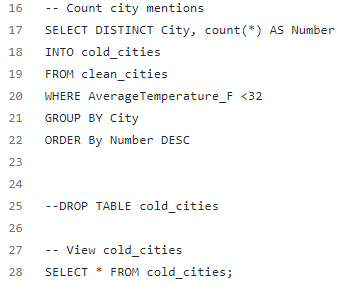 16 -- Count city mentions
17 SELECT DISTINCT City, count(*) AS Number
18 INTO cold_cities
19 FROM clean_cities
20 WHERE AverageTemperature_F <32
21 GROUP BY City
22 ORDER By Number DESC
23
24
25 --DROP TABLE cold_cities
26
27 -- View cold_cities
28 SELECT * FROM cold_cities;